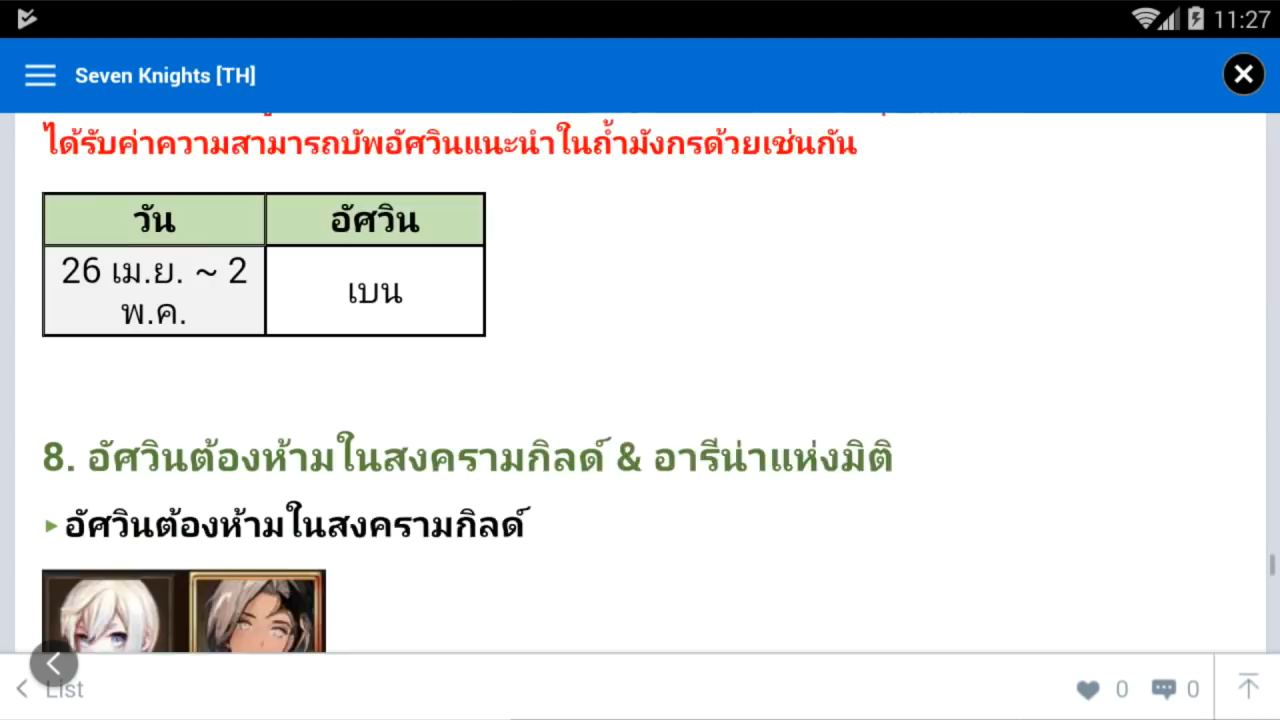 11:27
Seven Knights [TH]
ได้รับค่าความสามารถบัพอัศวินแนะนำในถ้ำมังกรด้วยเช่นกัน
วัน
อัศวิน
26 เม.ย. ~ 2
พ.ค.
เบน
8. อัศวินต้องห้ามในสงครามกิลด์ & อารีน่าแห่งมิติ
อัศวินต้องห้ามในสงครามกิลด์
List
0
0